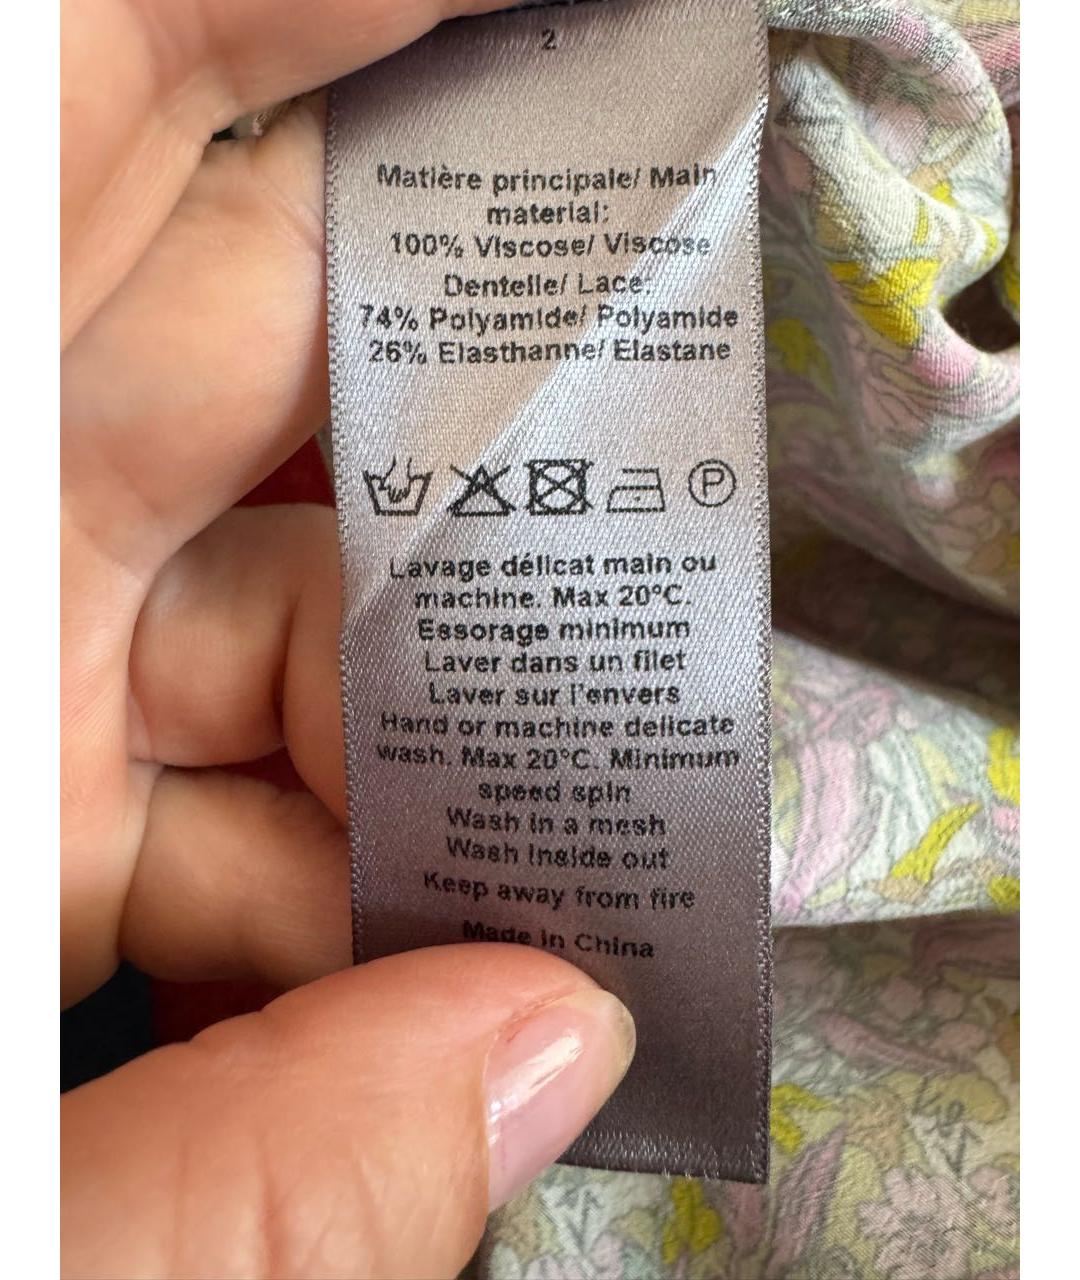 2
Matière principale/ Main
material:
100% Viscose/ Viscose
Dentelle/ Lace:
74% Polyamide/ Polyamide
26% Elasthanne/ Elastane
P
Lavage délicat main ou
machine. Max 20°C.
Essorage minimum
Laver dans un filet
Laver sur l'envers
Hand or machine delicate
wash. Max 20°C. Minimum
speed spin
Wash in a mesh
Wash inside out
Keep away from fire
Made in China